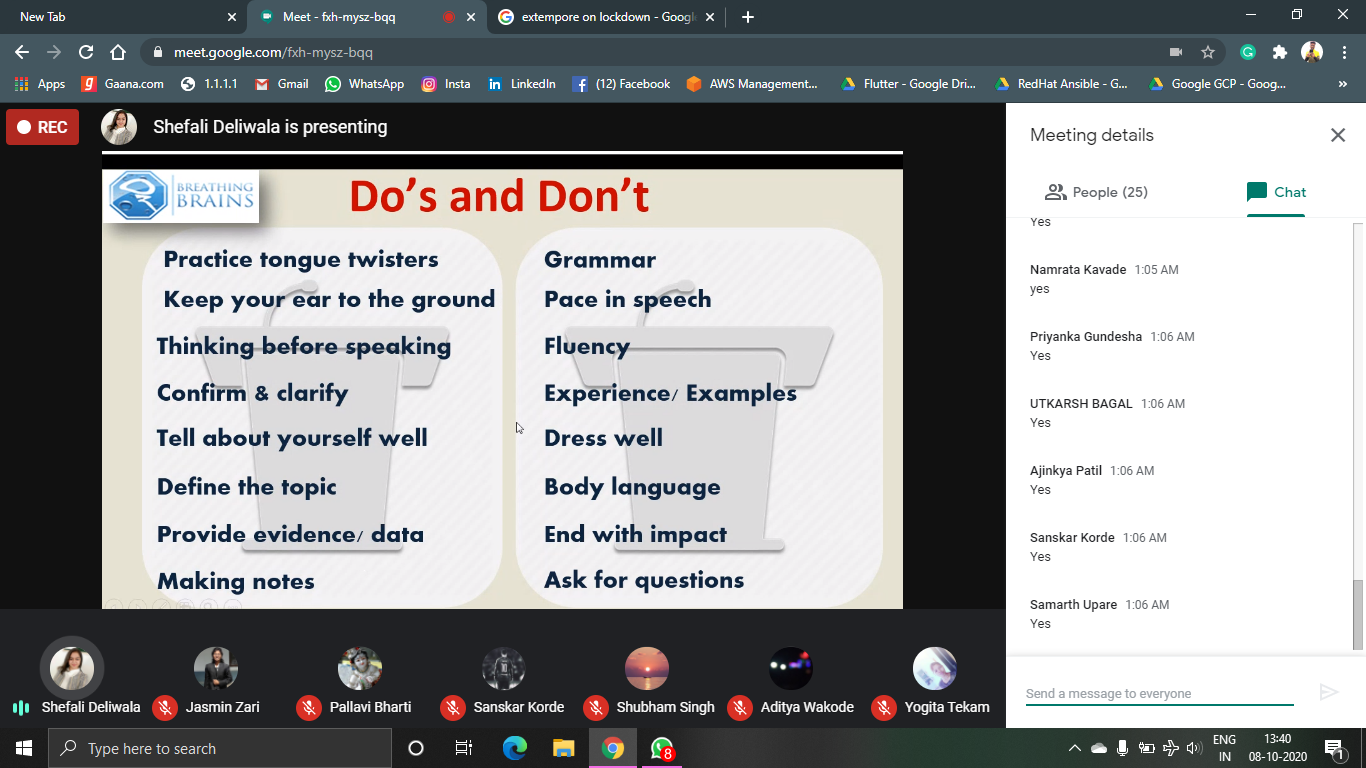 New Tab
Meet - fxh-mysz-bqq
extempore on lockdown - Googl
meet.google.com/fxh-mysz-bqq
Apps
Gaana.com
1.1.1.1
Gmail
WhatsApp
Insta
LinkedIn
(12) Facebook
AWS Management...
Flutter - Google Dri...
RedHat Ansible - G...
Google GCP - Goog...
REC
Shefali Deliwala is presenting
BREATHING
BRAINS
Do's and Don't
Practice tongue twisters
Keep your ear to the ground
Thinking before speaking
Confirm & clarify
Tell about yourself well
Define the topic
Provide evidence/ data
Making notes
Grammar
Pace in speech
Fluency
Experience/ Examples
Dress well
Body language
End with impact
Ask for questions
Shefali Deliwala
Jasmin Zari
Pallavi Bharti
Sanskar Korde
Shubham Singh
Aditya Wakode
Yogita Tekam
Meeting details
People (25)
Chat
Yes
Namrata Kavade 1:05 AM
yes
Priyanka Gundesha 1:06 AM
Yes
UTKARSH BAGAL 1:06 AM
Yes
Ajinkya Patil 1:06 AM
Yes
Sanskar Korde 1:06 AM
Yes
Samarth Upare 1:06 AM
Yes
Send a message to everyone
Type here to search
8
ENG
IN
13:40
08-10-2020
1